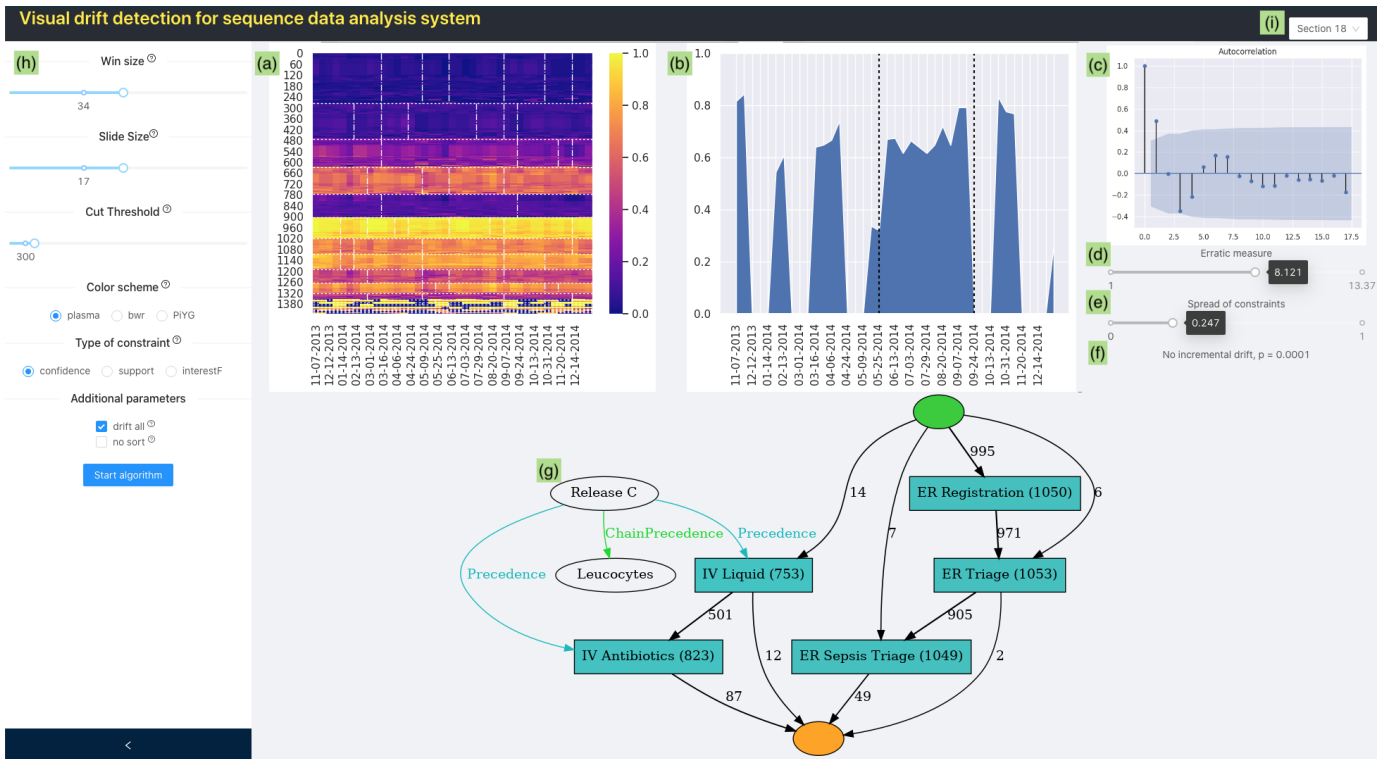 Visual drift detection for sequence data analysis system
(i)
Section 18
(h)
Win size
34
Slide Size
17
Cut Threshold
300
Color scheme
plasma bwr PiYG
Type of constraint
confidence support interestF
Additional parameters
drift all
no sort
Start algorithm
<
(a)
0
60
120
180
240
300
360
420
480
540
600
660
720
780
840
900
960
1020
1080
1140
1200
1260
1320
1380
11-07-2013
12-12-2013
01-14-2014
02-13-2014
03-01-2014
03-16-2014
04-06-2014
05-09-2014
05-25-2014
06-13-2014
07-03-2014
07-29-2014
08-20-2014
09-07-2014
09-24-2014
10-13-2014
10-31-2014
11-20-2014
12-14-2014
1.0
0.8
0.6
0.4
0.2
0.0
(b)
1.0
0.8
0.6
0.4
0.2
0.0
11-07-2013
12-12-2013
01-14-2014
02-13-2014
03-01-2014
03-16-2014
04-06-2014
05-09-2014
05-25-2014
06-13-2014
07-03-2014
07-29-2014
08-20-2014
09-07-2014
09-24-2014
10-13-2014
10-31-2014
11-20-2014
12-14-2014
(c)
Autocorrelation
1.0
0.8
0.6
0.4
0.2
0.0
−0.2
−0.4
0.0 2.5 5.0 7.5 10.0 12.5 15.0 17.5
(d)
Erratic measure
8.121
1 13.37
(e)
Spread of constraints
0.247
0 1
(f)
No incremental drift, p = 0.0001
(g)
Release C
ChainPrecedence
Precedence
Precedence
Leucocytes
995
14
7
6
ER Registration (1050)
971
IV Liquid (753)
ER Triage (1053)
501
905
12
2
IV Antibiotics (823)
ER Sepsis Triage (1049)
87
49